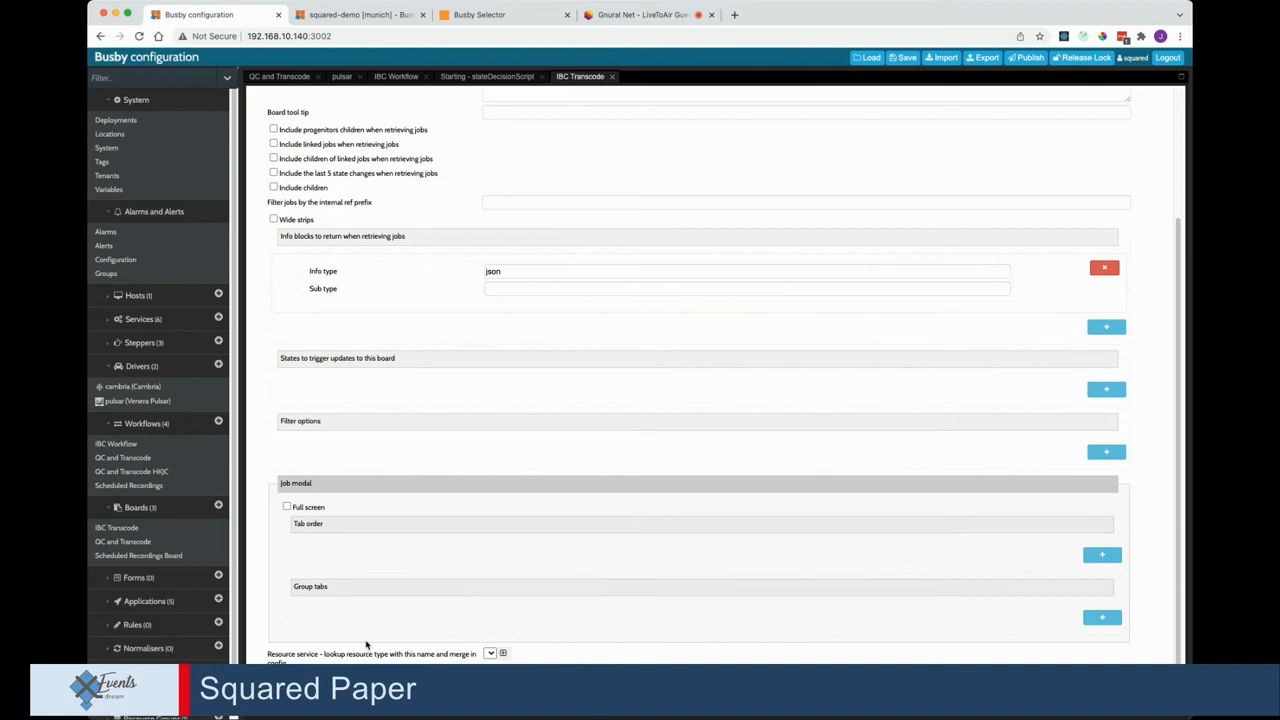 Busby configuration
squared-demo [munich] - Bus
Busby Selector
Gnural Net - LiveToAir Gues
Not Secure
192.168.10.140:3002
J
Busby configuration
Load
Save
Import
Export
Publish
Release Lock
squared
Logout
Filter...
QC and Transcode
pulsar
IBC Workflow
Starting - stateDecisionScript
IBC Transcode
System
Deployments
Locations
System
Tags
Tenants
Variables
Alarms and Alerts
Alarms
Alerts
Configuration
Groups
Hosts (1)
Services (6)
Steppers (3)
Drivers (2)
cambria (Cambria)
pulsar (Venera Pulsar)
Workflows (4)
IBC Workflow
QC and Transcode
QC and Transcode HKJC
Scheduled Recordings
Boards (3)
IBC Transcode
QC and Transcode
Scheduled Recordings Board
Forms (0)
Applications (5)
Rules (0)
Normalisers (0)
Board tool tip
Include progenitors children when retrieving jobs
Include linked jobs when retrieving jobs
Include children of linked jobs when retrieving jobs
Include the last 5 state changes when retrieving jobs
Include children
Filter jobs by the internal ref prefix
Wide strips
Info blocks to return when retrieving jobs
Info type
json
Sub type
States to trigger updates to this board
Filter options
Job modal
Full screen
Tab order
Group tabs
Resource service - lookup resource type with this name and merge in
config
Events
dream
Squared Paper